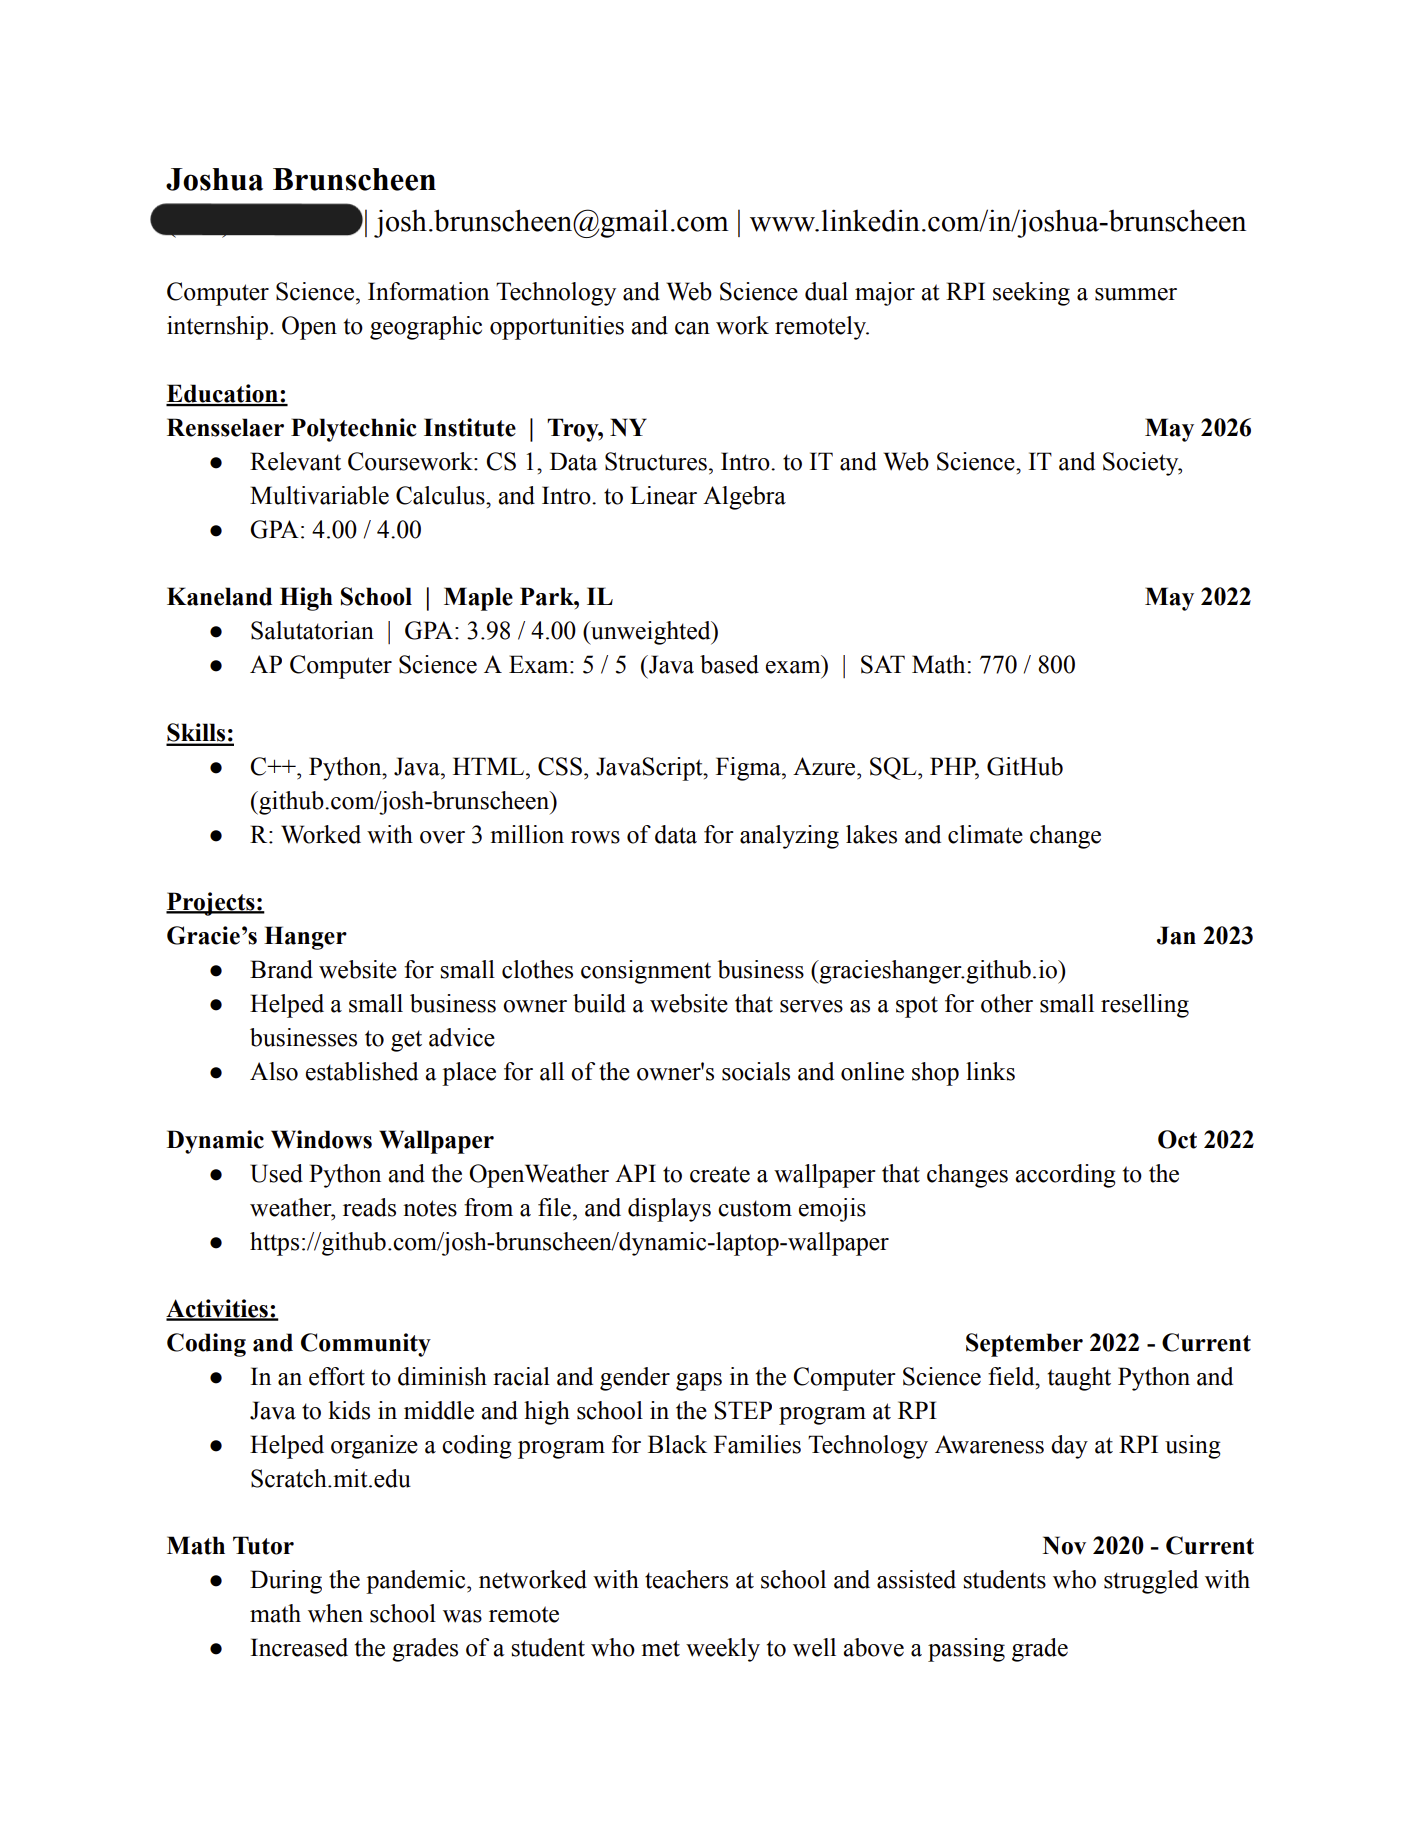 Joshua Brunscheen
| josh.brunscheen@gmail.com | www.linkedin.com/in/joshua-brunscheen
Computer Science, Information Technology and Web Science dual major at RPI seeking a summer
internship. Open to geographic opportunities and can work remotely.
Education:
Rensselaer Polytechnic Institute | Troy, NY May 2026
● Relevant Coursework: CS 1, Data Structures, Intro. to IT and Web Science, IT and Society,
Multivariable Calculus, and Intro. to Linear Algebra
● GPA: 4.00 / 4.00
Kaneland High School | Maple Park, IL May 2022
● Salutatorian | GPA: 3.98 / 4.00 (unweighted)
● AP Computer Science A Exam: 5 / 5 (Java based exam) | SAT Math: 770 / 800
Skills:
● C++, Python, Java, HTML, CSS, JavaScript, Figma, Azure, SQL, PHP, GitHub
(github.com/josh-brunscheen)
● R: Worked with over 3 million rows of data for analyzing lakes and climate change
Projects:
Gracie’s Hanger Jan 2023
● Brand website for small clothes consignment business (gracieshanger.github.io)
● Helped a small business owner build a website that serves as a spot for other small reselling
businesses to get advice
● Also established a place for all of the owner's socials and online shop links
Dynamic Windows Wallpaper Oct 2022
● Used Python and the OpenWeather API to create a wallpaper that changes according to the
weather, reads notes from a file, and displays custom emojis
● https://github.com/josh-brunscheen/dynamic-laptop-wallpaper
Activities:
Coding and Community September 2022 - Current
● In an effort to diminish racial and gender gaps in the Computer Science field, taught Python and
Java to kids in middle and high school in the STEP program at RPI
● Helped organize a coding program for Black Families Technology Awareness day at RPI using
Scratch.mit.edu
Math Tutor Nov 2020 - Current
● During the pandemic, networked with teachers at school and assisted students who struggled with
math when school was remote
● Increased the grades of a student who met weekly to well above a passing grade